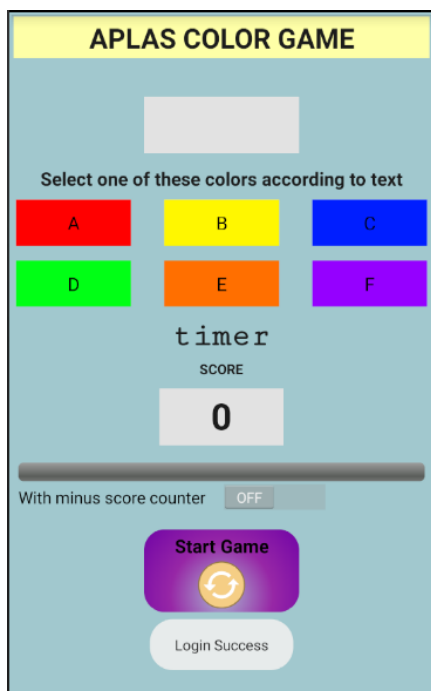 APLAS COLOR GAME
Select one of these colors according to text
A B C
D E F
timer
SCORE
0
With minus score counter OFF
Start Game
Login Success